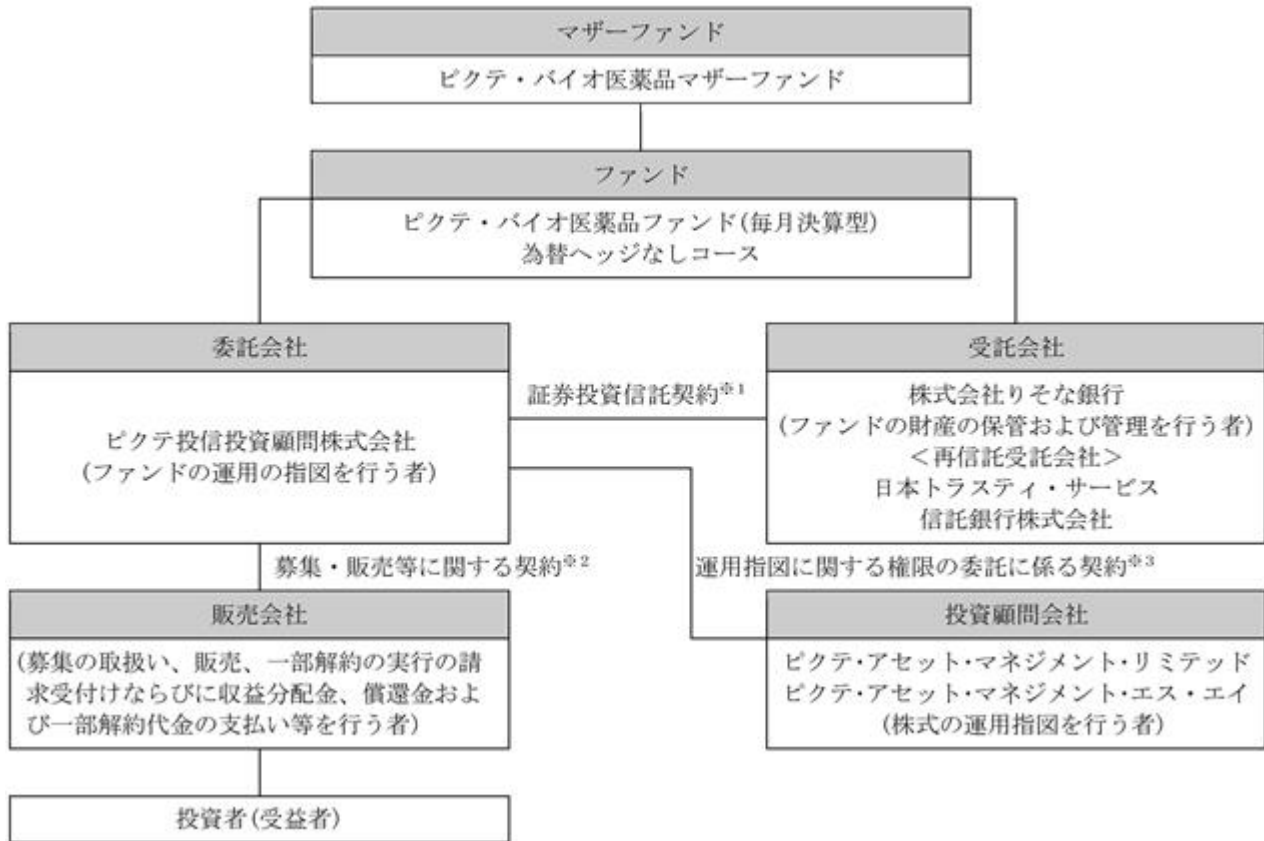 マザーファンド
ピクテ・バイオ医薬品マザーファンド
ファンド
ピクテ・バイオ医薬品ファンド(毎月決算型)
為替ヘッジなしコース
委託会社
ピクテ投信投資顧問株式会社
(ファンドの運用の指図を行う者)
証券投資信託契約※1
受託会社
株式会社りそな銀行
(ファンドの財産の保管および管理を行う者)
<再信託受託会社>
日本トラスティ・サービス
信託銀行株式会社
募集・販売等に関する契約※2
運用指図に関する権限の委託に係る契約※3
販売会社
(募集の取扱い、販売、一部解約の実行の請
求受付けならびに収益分配金、償還金およ
び一部解約代金の支払い等を行う者)
投資顧問会社
ピクテ・アセット・マネジメント・リミテッド
ピクテ・アセット・マネジメント・エス・エイ
(株式の運用指図を行う者)
投資者(受益者)